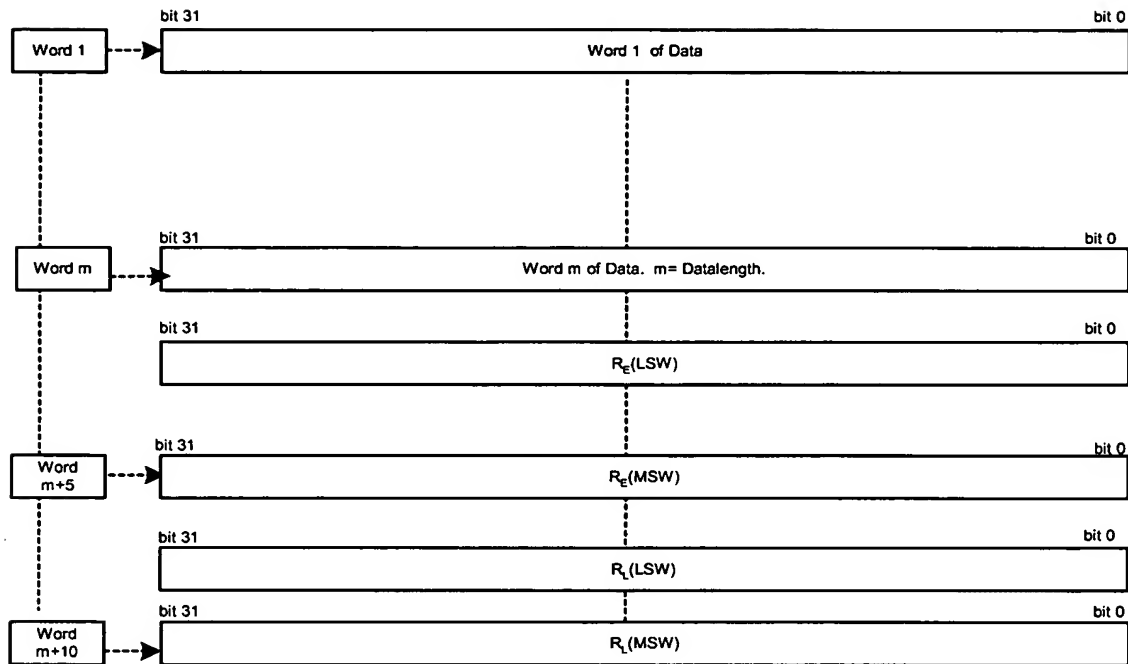 bit 31 bit 0
Word 1 Word 1 of Data
bit 31 bit 0
Word m Word m of Data. m= Datalength.
bit 31 bit 0
R_E(LSW)
bit 31 bit 0
Word
m+5 R_E(MSW)
bit 31 bit 0
R_L(LSW)
bit 31 bit 0
Word
m+10 R_L(MSW)